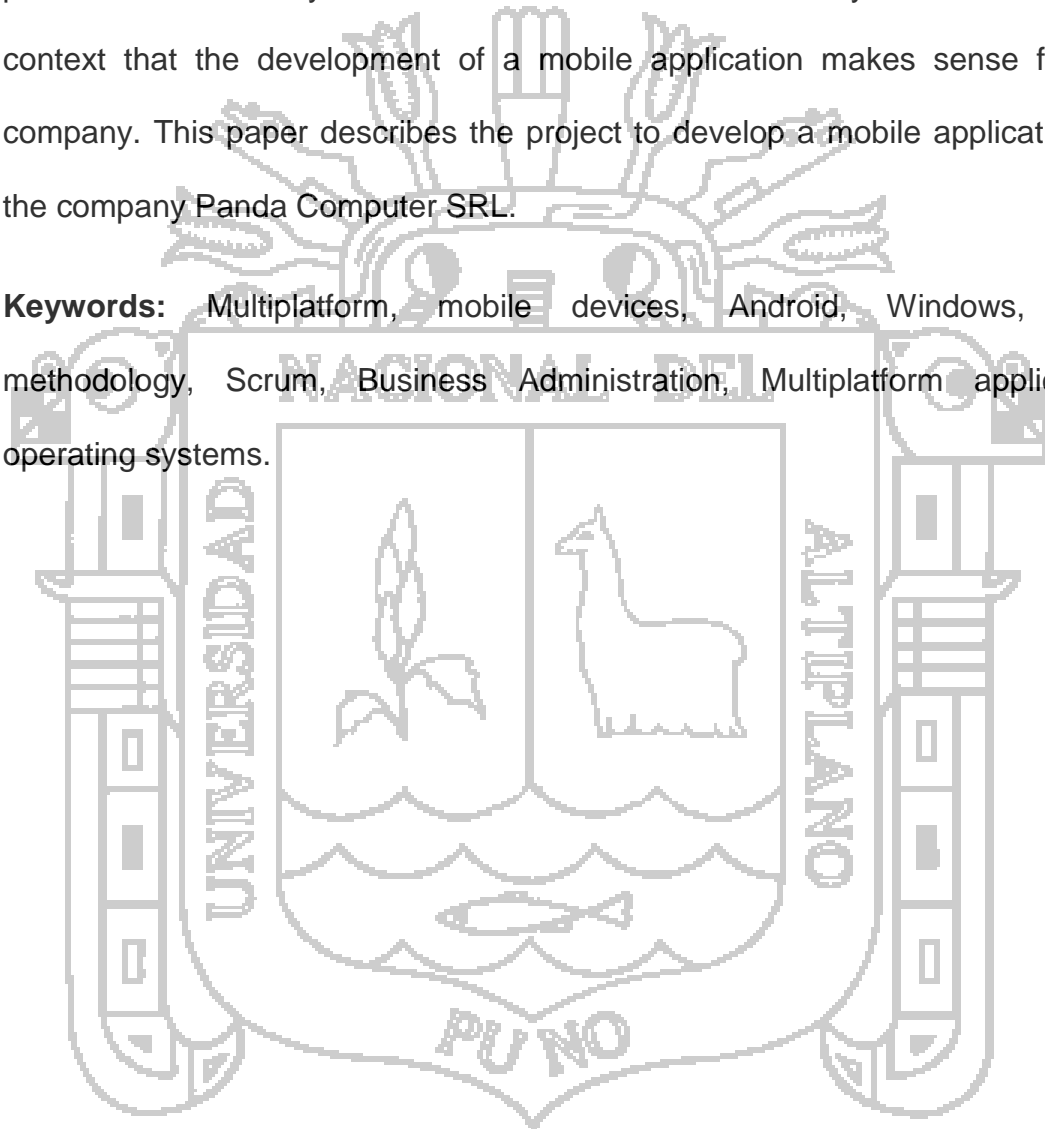 context that the development of a mobile application makes sense f
company. This paper describes the project to develop a mobile applicat
the company Panda Computer SRL.
Keywords: Multiplatform, mobile devices, Android, Windows,
methodology, Scrum, Business Administration, Multiplatform appli
operating systems.
NACIONAL DEL
UNIVERSIDAD
ALTIPLANO
PUNO